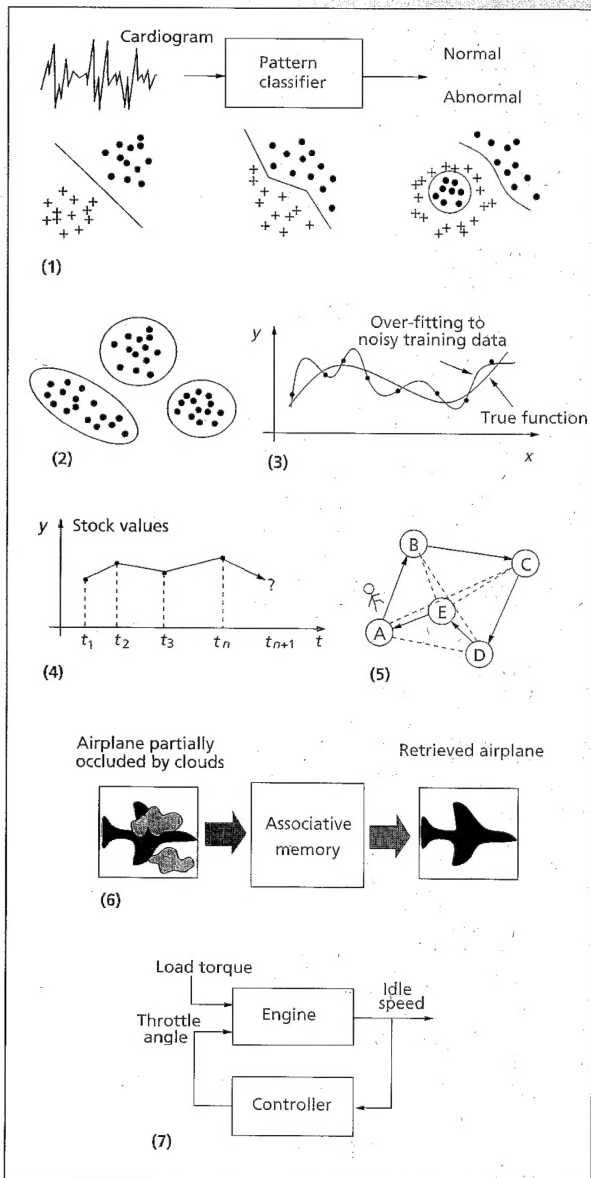 Cardiogram
Pattern
classifier
Normal
Abnormal
(1)
(2)
y
Over-fitting to
noisy training data
True function
x
(3)
y
Stock values
?
t1 t2 t3 tn tn+1 t
(4)
B
C
E
A
D
(5)
Airplane partially
occluded by clouds
Retrieved airplane
Associative
memory
(6)
Load torque
Idle
speed
Throttle
angle
Engine
Controller
(7)